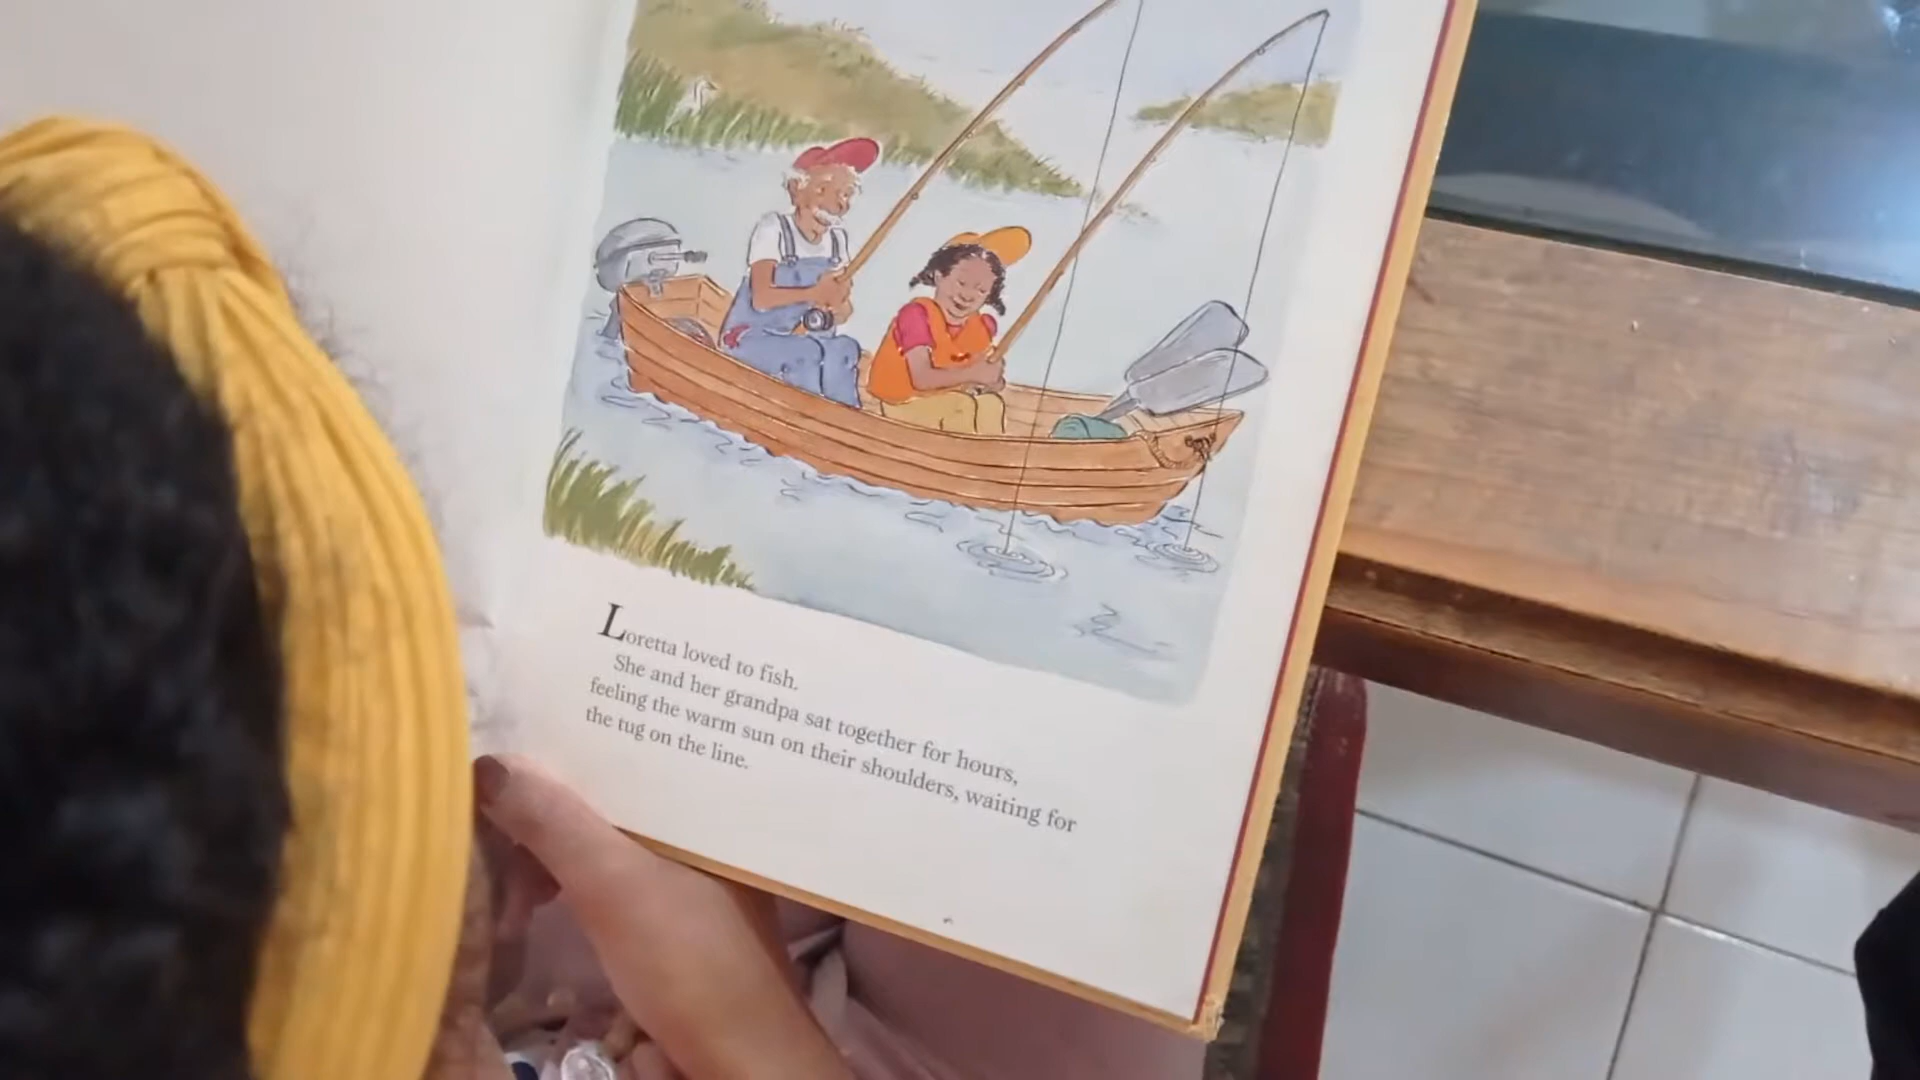 Loretta loved to fish.
She and her grandpa sat together for hours,
feeling the warm sun on their shoulders, waiting for
the tug on the line.